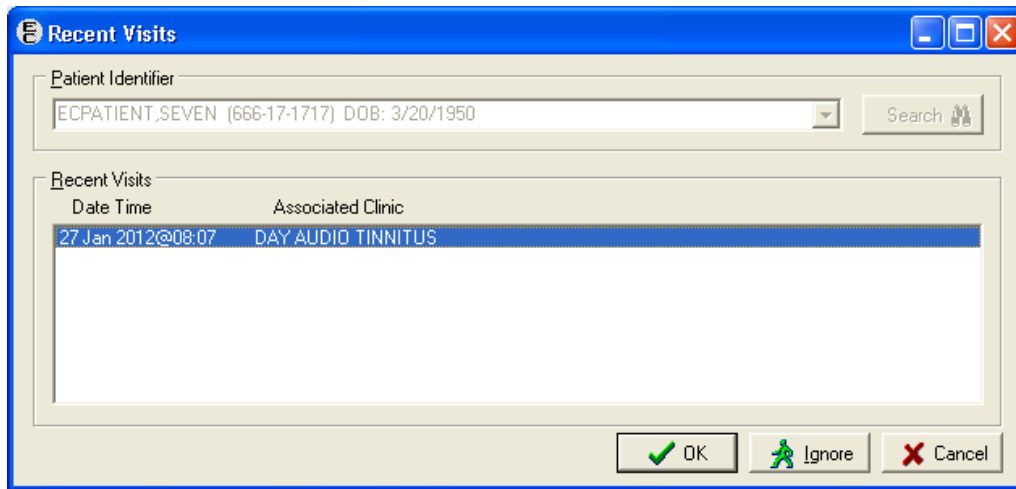 Recent Visits
Patient Identifier
ECPATIENT,SEVEN (666-17-1717) DOB: 3/20/1950
Search
Recent Visits
Date Time Associated Clinic
27 Jan 2012@08:07 DAY AUDIO TINNITUS
OK Ignore Cancel